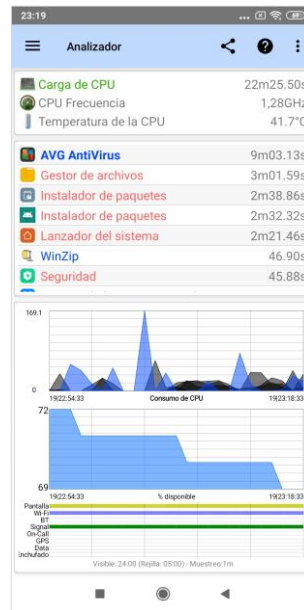 23:19
Analizador
Carga de CPU 22m25.50s
CPU Frecuencia 1,28GHz
Temperatura de la CPU 41.7°C
AVG AntiVirus 9m03.13s
Gestor de archivos 3m01.59s
Instalador de paquetes 2m38.86s
Instalador de paquetes 2m32.32s
Lanzador del sistema 2m21.46s
WinZip 46.90s
Seguridad 45.88s
169.1
0
19|22:54:33 Consumo de CPU 19|23:18:33
72
69
19|22:54:33 % disponible 19|23:18:33
Pantalla
Wi-Fi
BT
Signal
On-Call
GPS
Data
Enchufado
Visible: 24:00 (Rejilla: 05:00) - Muestreo:1m